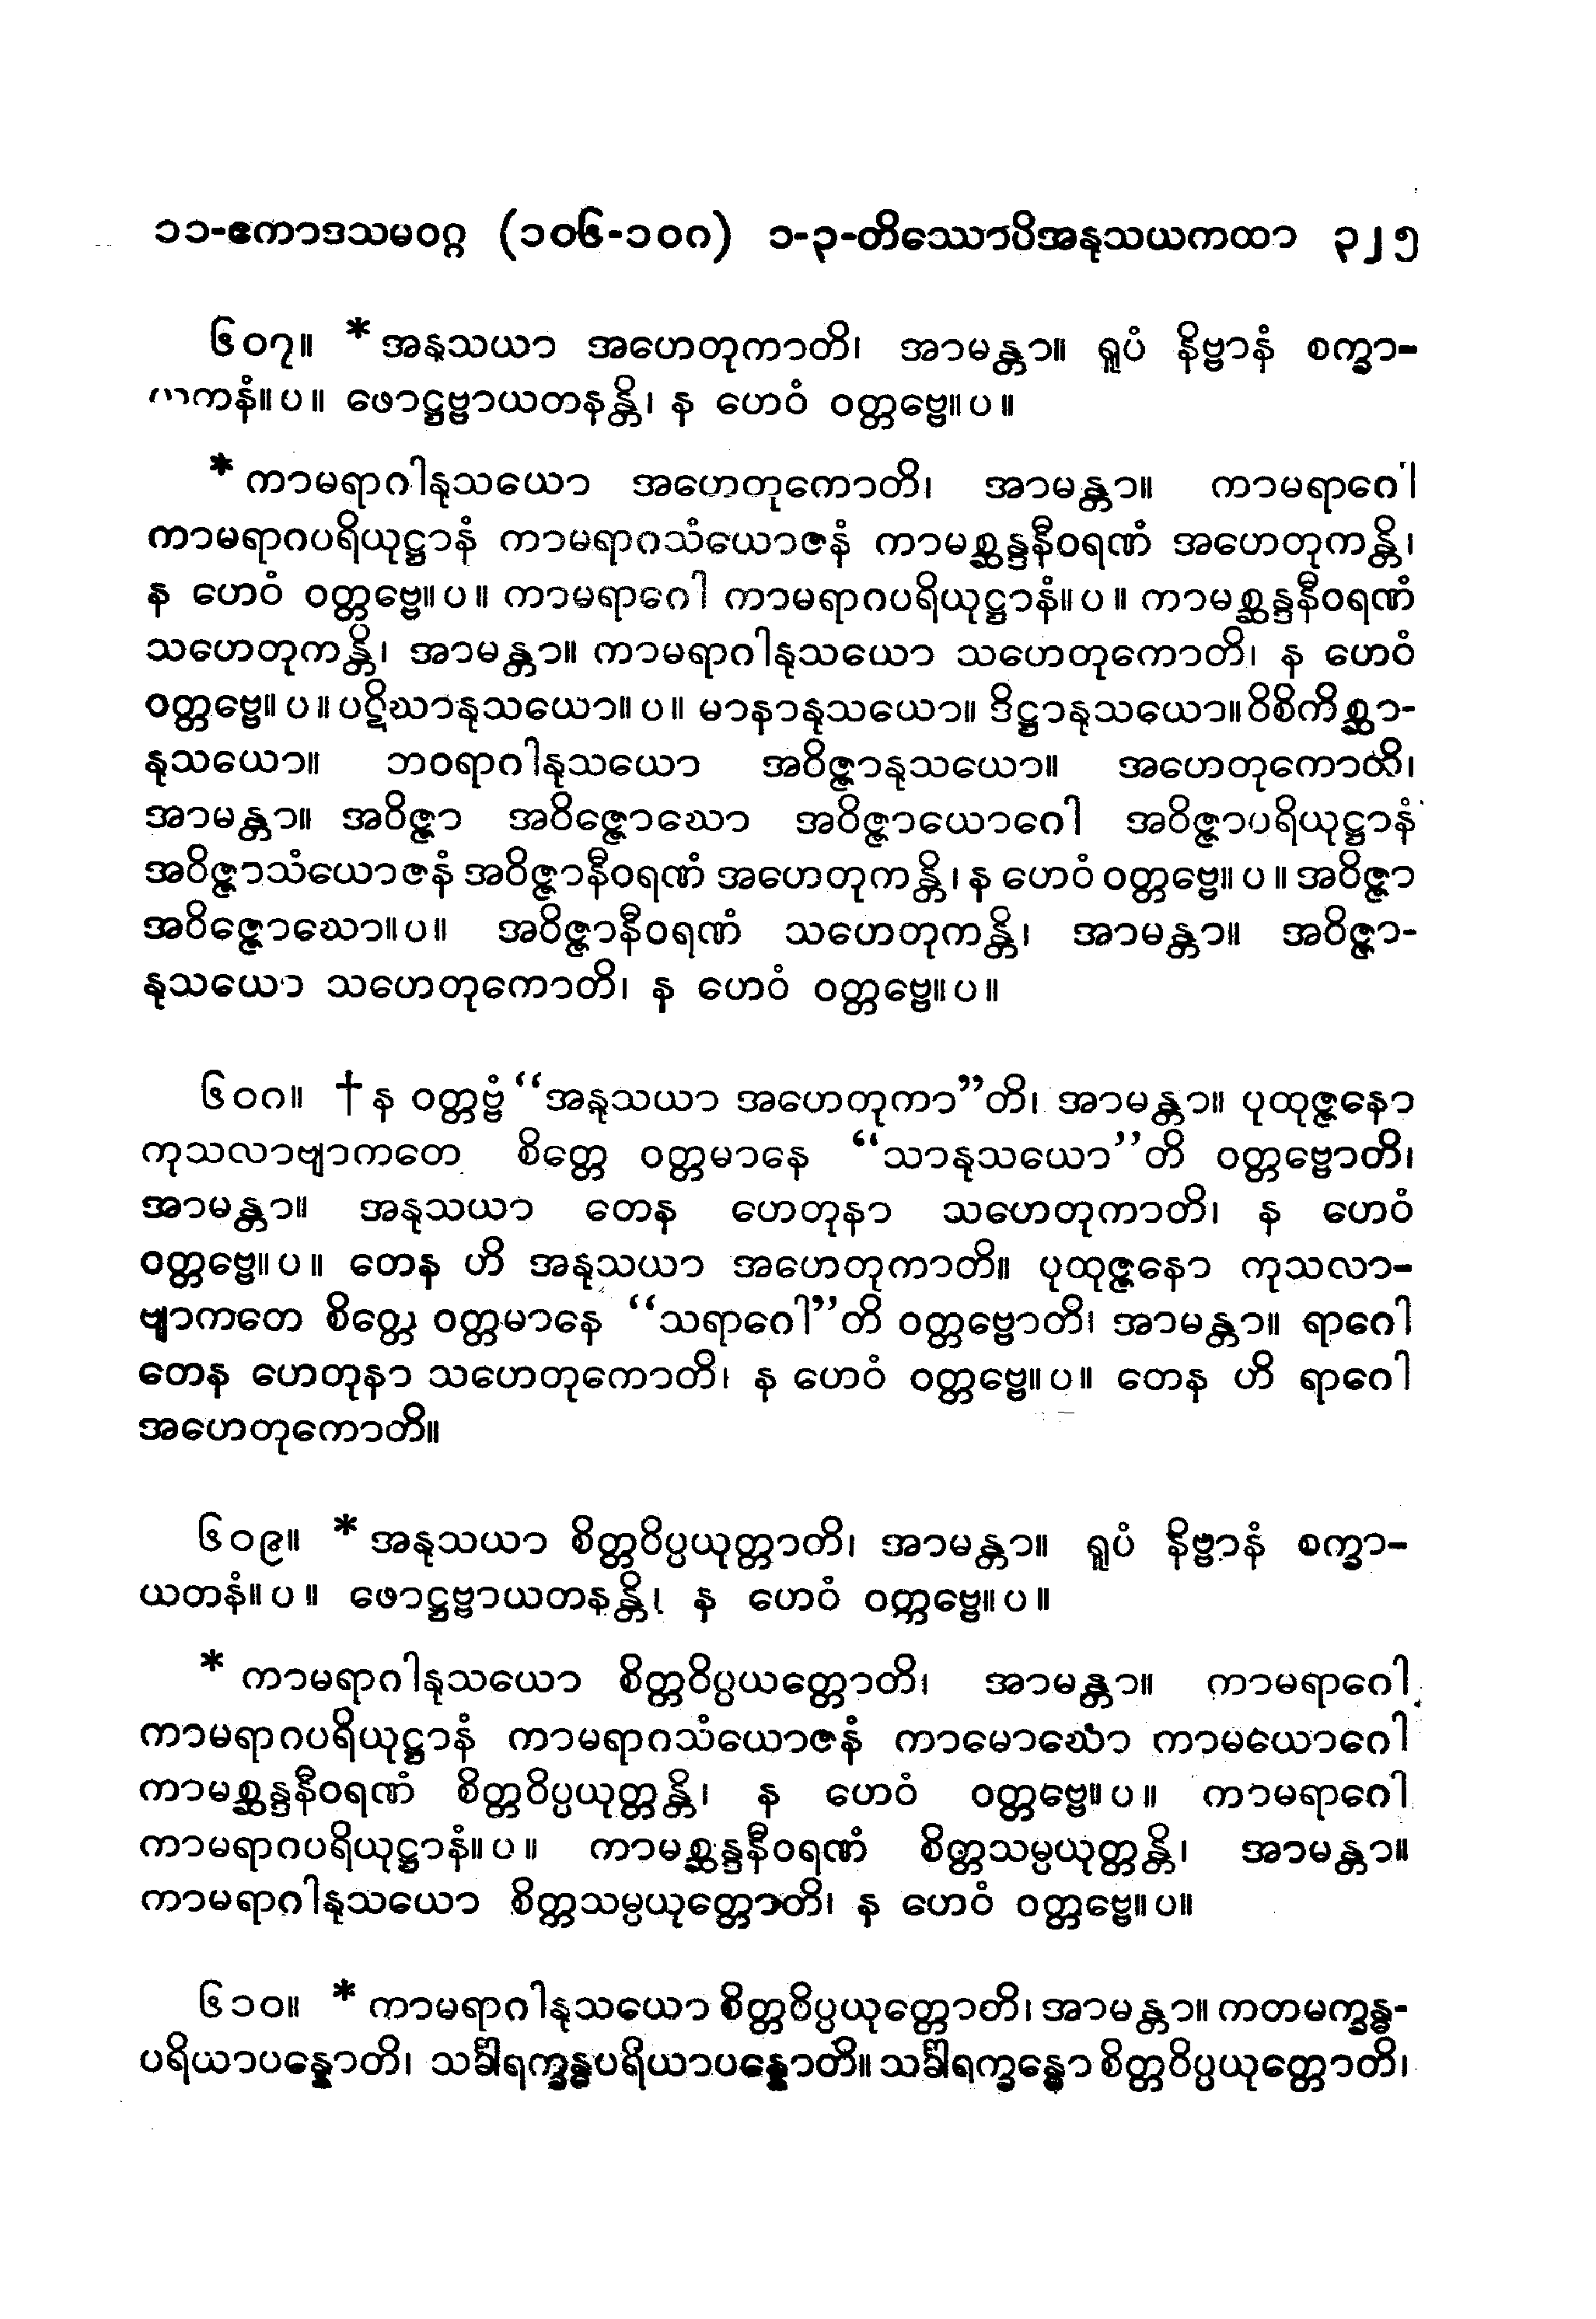 ၁၁-ဧကာဒသမဝဂ္ဂ (၁၀၆-၁၀၈) ၁-၃-တိဿောပိအနုသယကထာ ၃၂၅
၆၀၇။ *အနုသယာ အဟေတုကာတိ၊ အာမန္တာ။ ရူပံ နိဗ္ဗာနံ စက္ခာ-
ယတနံ။ပ။ ဖောဋ္ဌဗ္ဗာယတနန္တိ၊ န ဟေဝံ ဝတ္တဗ္ဗေ။ပ။
*ကာမရာဂါနုသယော အဟေတုကောတိ၊ အာမန္တာ။ ကာမရာဂေါ
ကာမရာဂပရိယုဋ္ဌာနံ ကာမရာဂသံယောဇနံ ကာမစ္ဆန္ဒနီဝရဏံ အဟေတုကန္တိ၊
န ဟေဝံ ဝတ္တဗ္ဗေ။ပ။ ကာမရာဂေါ ကာမရာဂပရိယုဋ္ဌာနံ။ပ။ ကာမစ္ဆန္ဒနီဝရဏံ
သဟေတုကန္တိ၊ အာမန္တာ။ ကာမရာဂါနုသယော သဟေတုကောတိ၊ န ဟေဝံ
ဝတ္တဗ္ဗေ။ပ။ပဋိဃာနုသယော။ပ။ မာနာနုသယော။ ဒိဋ္ဌာနုသယော။ဝိစိကိစ္ဆာ-
နုသယော။ ဘဝရာဂါနုသယော အဝိဇ္ဇာနုသယော။ အဟေတုကောတိ၊
အာမန္တာ။ အဝိဇ္ဇာ အဝိဇ္ဇောဃော အဝိဇ္ဇာယောဂေါ အဝိဇ္ဇာပရိယုဋ္ဌာနံ
အဝိဇ္ဇာသံယောဇနံ အဝိဇ္ဇာနီဝရဏံ အဟေတုကန္တိ၊ န ဟေဝံ ဝတ္တဗ္ဗေ။ပ။ အဝိဇ္ဇာ
အဝိဇ္ဇောဃော။ပ။ အဝိဇ္ဇာနီဝရဏံ သဟေတုကန္တိ၊ အာမန္တာ။ အဝိဇ္ဇာ-
နုသယော သဟေတုကောတိ၊ န ဟေဝံ ဝတ္တဗ္ဗေ။ပ။
၆၀၈။ †န ဝတ္တဗ္ဗံ “အနုသယာ အဟေတုကာ”တိ၊ အာမန္တာ။ ပုထုဇ္ဇနော
ကုသလာဗျာကတေ စိတ္တေ ဝတ္တမာနေ “သာနုသယော”တိ ဝတ္တဗ္ဗောတိ၊
အာမန္တာ။ အနုသယာ တေန ဟေတုနာ သဟေတုကာတိ၊ န ဟေဝံ
ဝတ္တဗ္ဗေ။ပ။ တေန ဟိ အနုသယာ အဟေတုကာတိ။ ပုထုဇ္ဇနော ကုသလာ-
ဗျာကတေ စိတ္တေ ဝတ္တမာနေ “သရာဂေါ”တိ ဝတ္တဗ္ဗောတိ၊ အာမန္တာ။ ရာဂေါ
တေန ဟေတုနာ သဟေတုကောတိ၊ န ဟေဝံ ဝတ္တဗ္ဗေ။ပ။ တေန ဟိ ရာဂေါ
အဟေတုကောတိ။
၆၀၉။ *အနုသယာ စိတ္တဝိပ္ပယုတ္တာတိ၊ အာမန္တာ။ ရူပံ နိဗ္ဗာနံ စက္ခာ-
ယတနံ။ပ။ ဖောဋ္ဌဗ္ဗာယတနန္တိ၊ န ဟေဝံ ဝတ္တဗ္ဗေ။ပ။
*ကာမရာဂါနုသယော စိတ္တဝိပ္ပယတ္တောတိ၊ အာမန္တာ။ ကာမရာဂေါ
ကာမရာဂပရိယုဋ္ဌာနံ ကာမရာဂသံယောဇနံ ကာမောဃော ကာမယောဂေါ
ကာမစ္ဆန္ဒနီဝရဏံ စိတ္တဝိပ္ပယုတ္တန္တိ၊ န ဟေဝံ ဝတ္တဗ္ဗေ။ပ။ ကာမရာဂေါ
ကာမရာဂပရိယုဋ္ဌာနံ။ပ။ ကာမစ္ဆန္ဒနီဝရဏံ စိတ္တသမ္ပယုတ္တန္တိ၊ အာမန္တာ။
ကာမရာဂါနုသယော စိတ္တသမ္ပယုတ္တောတိ၊ န ဟေဝံ ဝတ္တဗ္ဗေ။ပ။
၆၁၀။ *ကာမရာဂါနုသယော စိတ္တဝိပ္ပယုတ္တောတိ၊ အာမန္တာ။ ကတမက္ခန္ဓ-
ပရိယာပန္နောတိ၊ သင်္ခါရက္ခန္ဓပရိယာပန္နောတိ။ သင်္ခါရက္ခန္ဓော စိတ္တဝိပ္ပယုတ္တောတိ၊